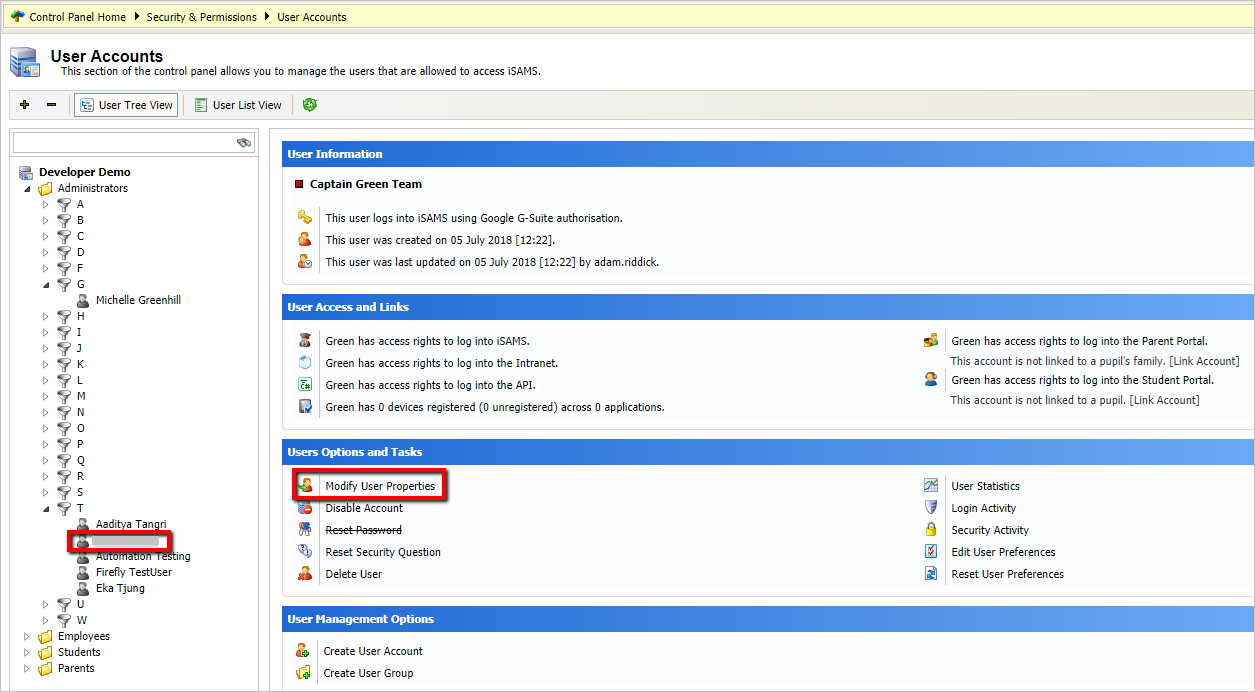 Control Panel Home Security & Permissions User Accounts
User Accounts
This section of the control panel allows you to manage the users that are allowed to access iSAMS.
User Tree View User List View
Developer Demo
Administrators
A
B
C
D
F
G
Michelle Greenhill
H
I
J
K
L
M
N
O
P
Q
R
S
T
Aaditya Tangri
Automation Testing
Firefly TestUser
Eka Tjung
U
W
Employees
Students
Parents
User Information
Captain Green Team
This user logs into iSAMS using Google G-Suite authorisation.
This user was created on 05 July 2018 [12:22].
This user was last updated on 05 July 2018 [12:22] by adam.riddick.
User Access and Links
Green has access rights to log into iSAMS.
Green has access rights to log into the Intranet.
Green has access rights to log into the API.
Green has 0 devices registered (0 unregistered) across 0 applications.
Green has access rights to log into the Parent Portal.
This account is not linked to a pupil's family. [Link Account]
Green has access rights to log into the Student Portal.
This account is not linked to a pupil. [Link Account]
Users Options and Tasks
Modify User Properties
Disable Account
Reset Password
Reset Security Question
Delete User
User Statistics
Login Activity
Security Activity
Edit User Preferences
Reset User Preferences
User Management Options
Create User Account
Create User Group